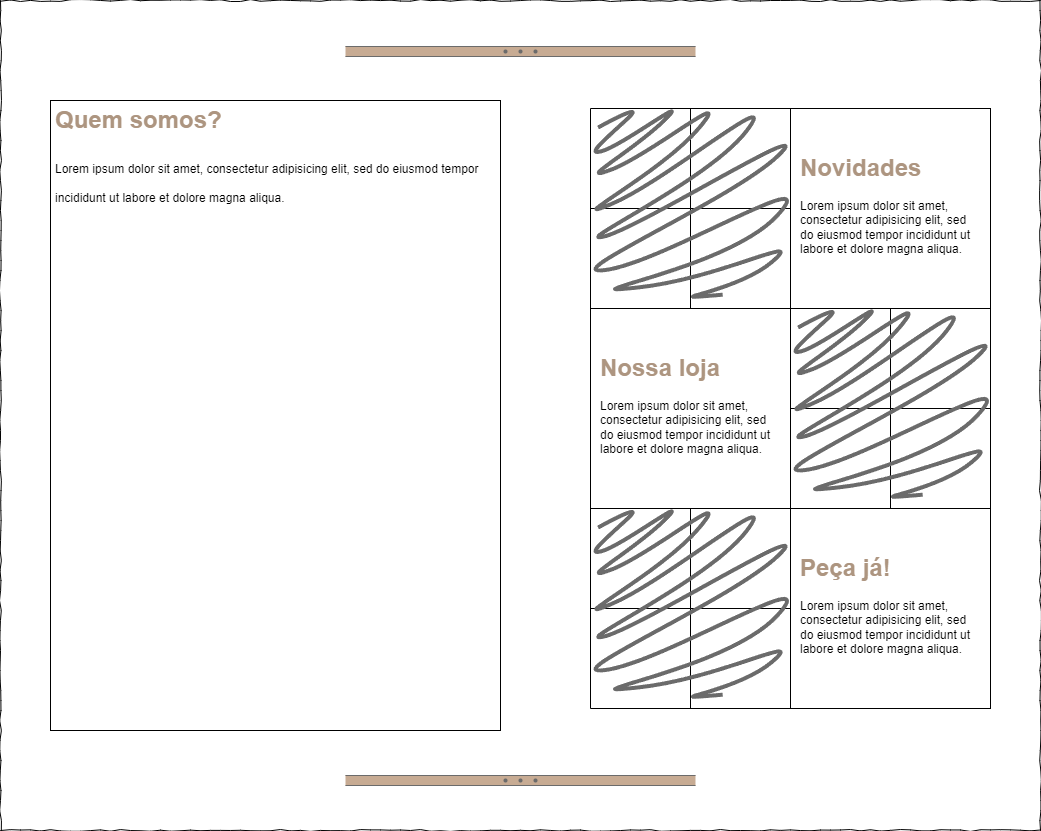 Quem somos?
Lorem ipsum dolor sit amet, consectetur adipisicing elit, sed do eiusmod tempor
incididunt ut labore et dolore magna aliqua.
Novidades
Lorem ipsum dolor sit amet,
consectetur adipisicing elit, sed
do eiusmod tempor incididunt ut
labore et dolore magna aliqua.
Nossa loja
Lorem ipsum dolor sit amet,
consectetur adipisicing elit, sed
do eiusmod tempor incididunt ut
labore et dolore magna aliqua.
Peça já!
Lorem ipsum dolor sit amet,
consectetur adipisicing elit, sed
do eiusmod tempor incididunt ut
labore et dolore magna aliqua.